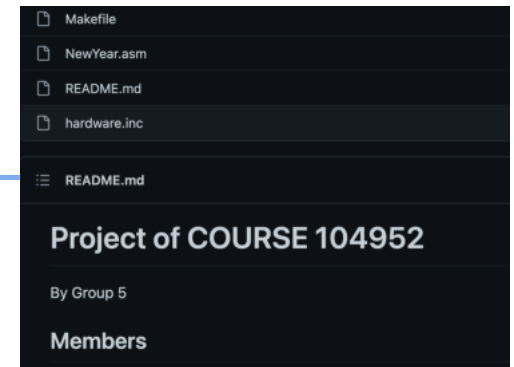 Makefile
NewYear.asm
README.md
hardware.inc
README.md
Project of COURSE 104952
By Group 5
Members